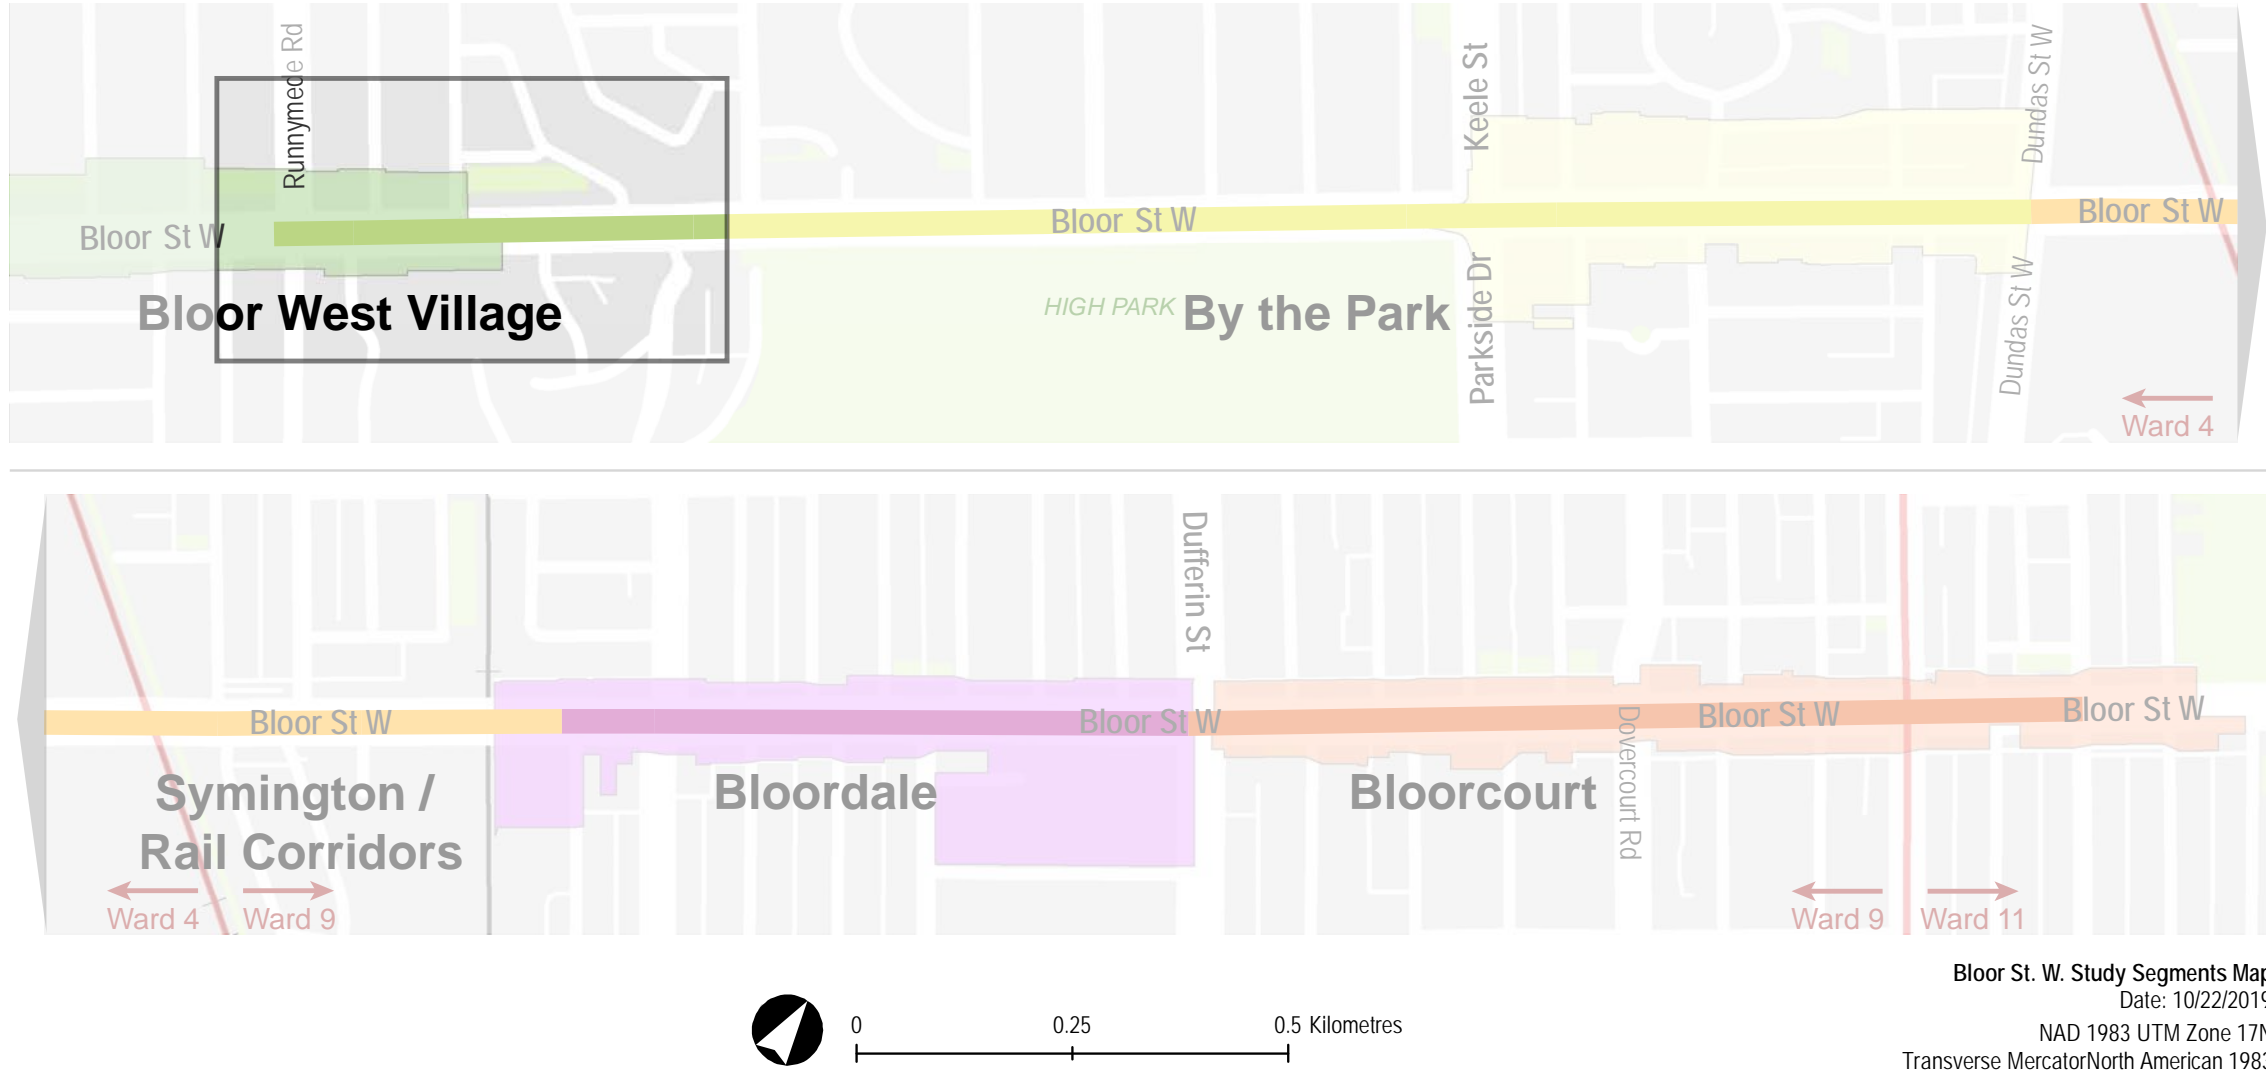 Runnymede Rd
Keele St
Dundas St W
Bloor St W
Bloor St W
Bloor St W
Bloor West Village
HIGH PARK
By the Park
Parkside Dr
Dundas St W
Ward 4
Dufferin St
Bloor St W
Bloor St W
Bloor St W
Bloor St W
Dovercourt Rd
Symington /
Rail Corridors
Bloordale
Bloorcourt
Ward 4
Ward 9
Ward 9
Ward 11
0
0.25
0.5 Kilometres
Bloor St. W. Study Segments Map
Date: 10/22/2019
NAD 1983 UTM Zone 17N
Transverse MercatorNorth American 1983